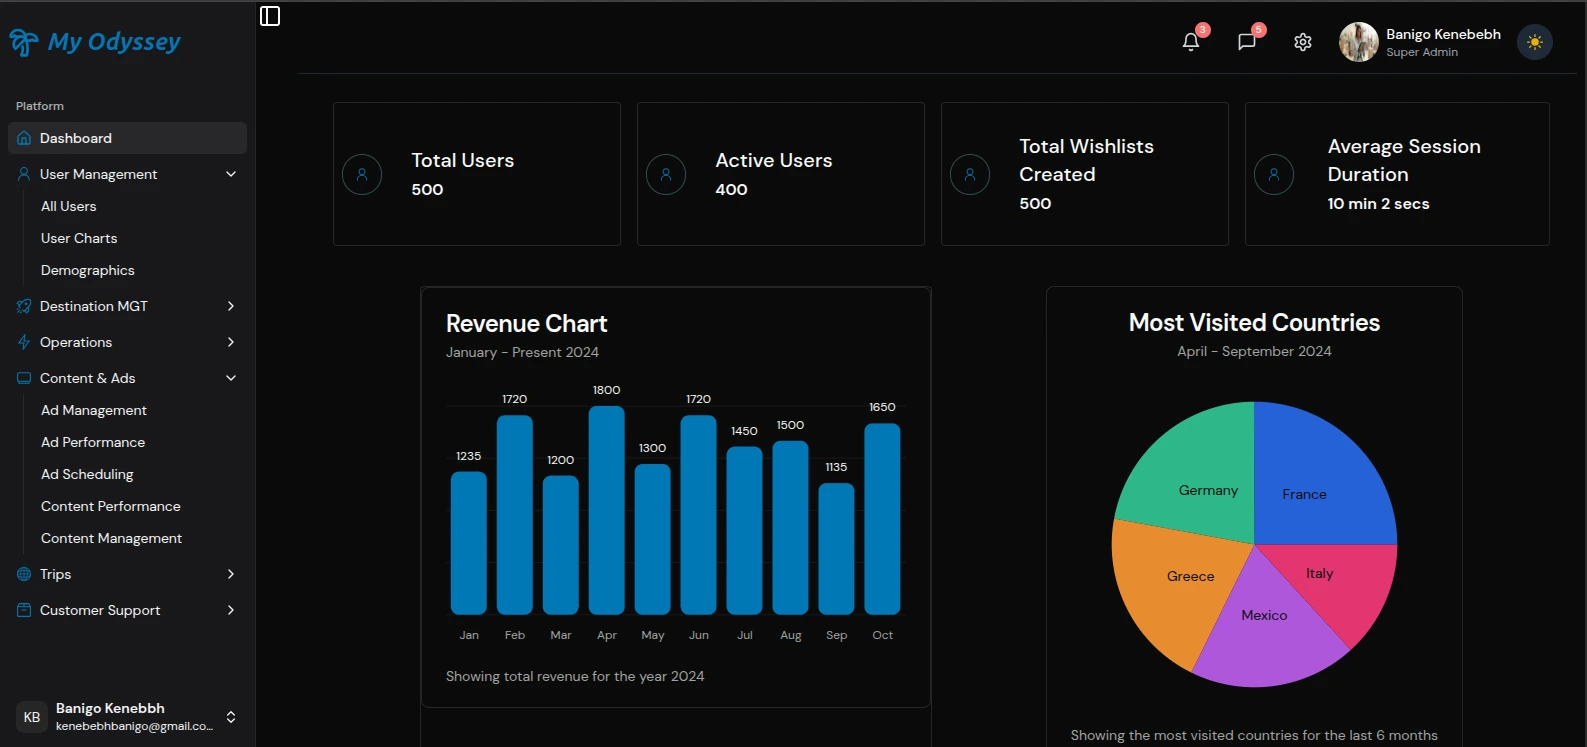 My Odyssey
Platform
Dashboard
User Management
All Users
User Charts
Demographics
Destination MGT
Operations
Content & Ads
Ad Management
Ad Performance
Ad Scheduling
Content Performance
Content Management
Trips
Customer Support
KB
Banigo Kenebbh
kenebebhbanigo@gmail.co...
3
5
Banigo Kenebebh
Super Admin
Total Users
500
Active Users
400
Total Wishlists
Created
500
Average Session
Duration
10 min 2 secs
Revenue Chart
January - Present 2024
1235
1720
1200
1800
1300
1720
1450
1500
1135
1650
Jan
Feb
Mar
Apr
May
Jun
Jul
Aug
Sep
Oct
Showing total revenue for the year 2024
Most Visited Countries
April - September 2024
Germany
France
Greece
Italy
Mexico
Showing the most visited countries for the last 6 months